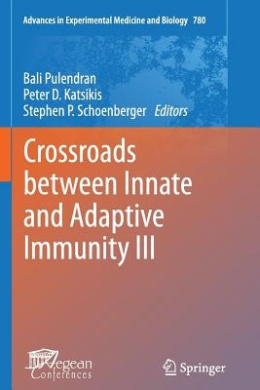 Advances in Experimental Medicine and Biology 780
Bali Pulendran
Peter D. Katsikis
Stephen P. Schoenberger Editors
Crossroads
between Innate
and Adaptive
Immunity III
Aegean
Conferences
Springer